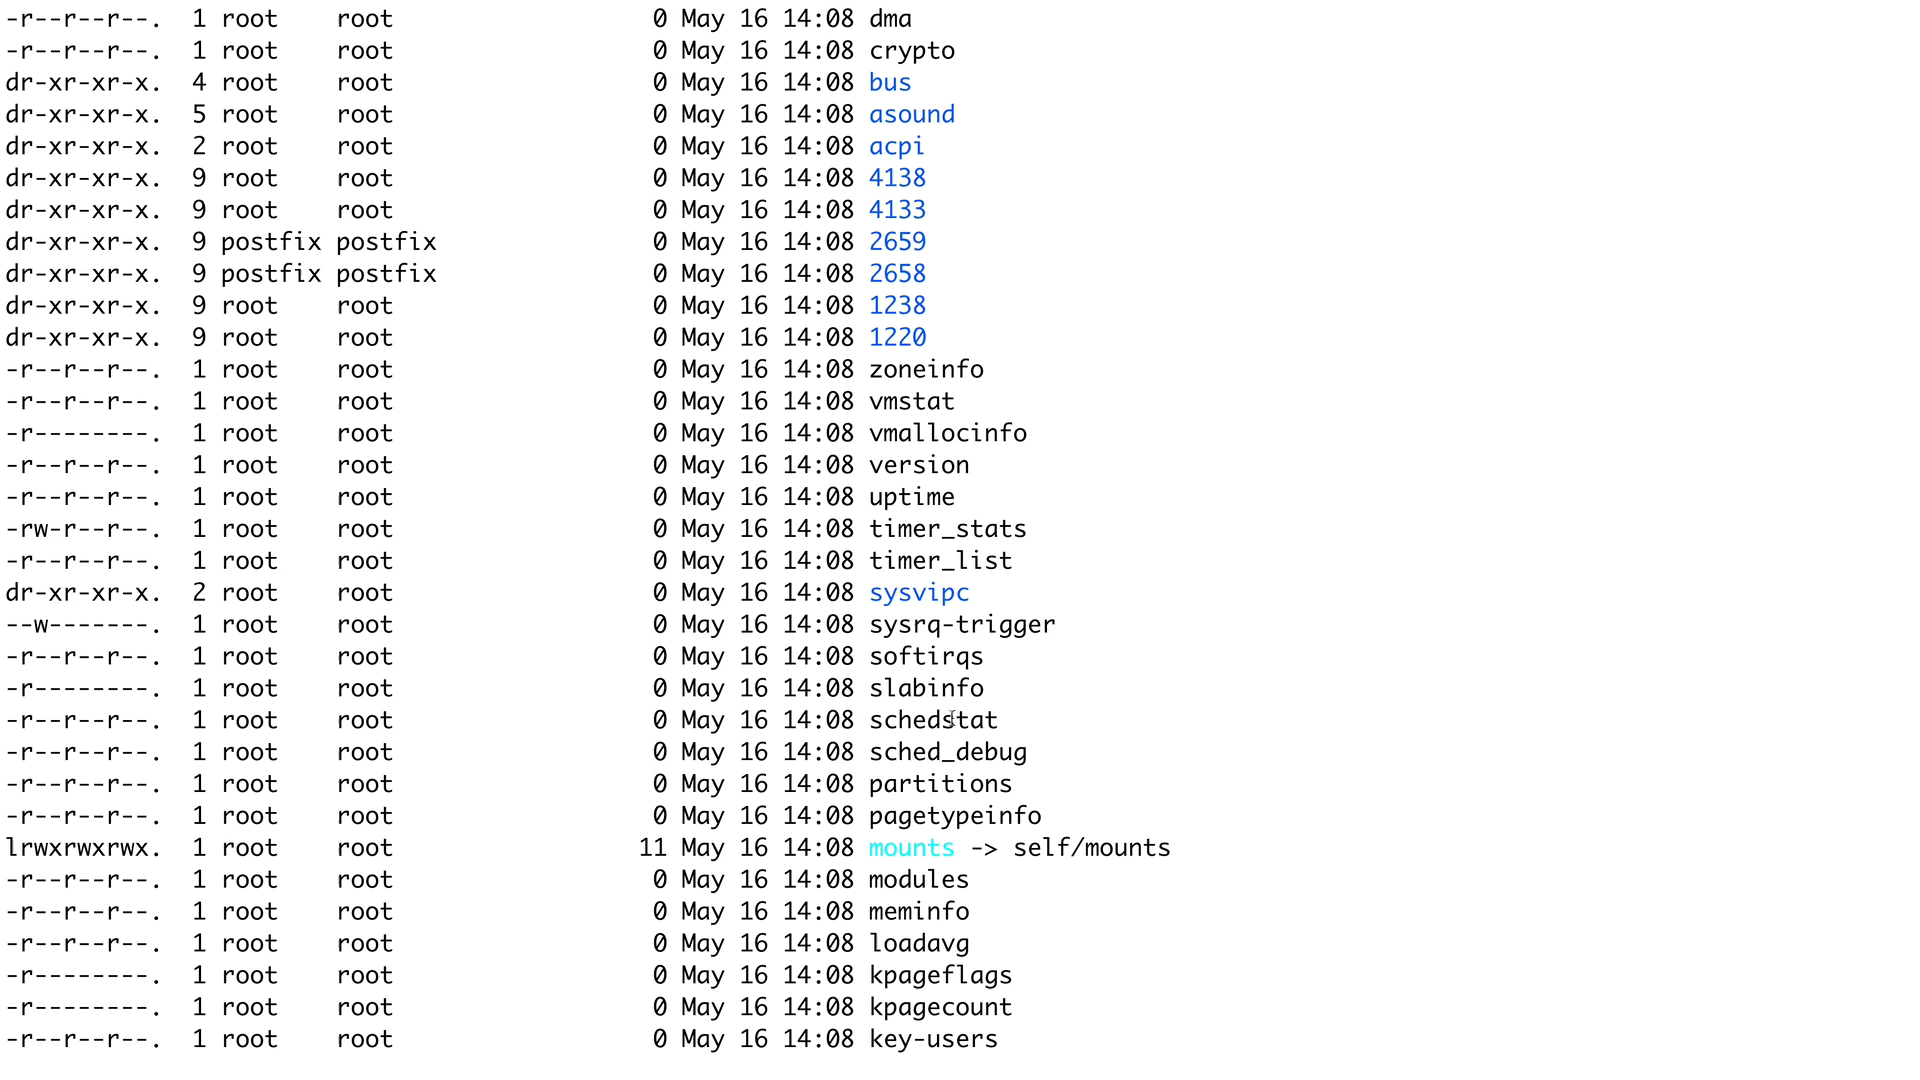 -r--r--r--.  1 root    root                  0 May 16 14:08 dma
-r--r--r--.  1 root    root                  0 May 16 14:08 crypto
dr-xr-xr-x.  4 root    root                  0 May 16 14:08 bus
dr-xr-xr-x.  5 root    root                  0 May 16 14:08 asound
dr-xr-xr-x.  2 root    root                  0 May 16 14:08 acpi
dr-xr-xr-x.  9 root    root                  0 May 16 14:08 4138
dr-xr-xr-x.  9 root    root                  0 May 16 14:08 4133
dr-xr-xr-x.  9 postfix postfix               0 May 16 14:08 2659
dr-xr-xr-x.  9 postfix postfix               0 May 16 14:08 2658
dr-xr-xr-x.  9 root    root                  0 May 16 14:08 1238
dr-xr-xr-x.  9 root    root                  0 May 16 14:08 1220
-r--r--r--.  1 root    root                  0 May 16 14:08 zoneinfo
-r--r--r--.  1 root    root                  0 May 16 14:08 vmstat
-r--------.  1 root    root                  0 May 16 14:08 vmallocinfo
-r--r--r--.  1 root    root                  0 May 16 14:08 version
-r--r--r--.  1 root    root                  0 May 16 14:08 uptime
-rw-r--r--.  1 root    root                  0 May 16 14:08 timer_stats
-r--r--r--.  1 root    root                  0 May 16 14:08 timer_list
dr-xr-xr-x.  2 root    root                  0 May 16 14:08 sysvipc
--w-------.  1 root    root                  0 May 16 14:08 sysrq-trigger
-r--r--r--.  1 root    root                  0 May 16 14:08 softirqs
-r--------.  1 root    root                  0 May 16 14:08 slabinfo
-r--r--r--.  1 root    root                  0 May 16 14:08 schedstat
-r--r--r--.  1 root    root                  0 May 16 14:08 sched_debug
-r--r--r--.  1 root    root                  0 May 16 14:08 partitions
-r--r--r--.  1 root    root                  0 May 16 14:08 pagetypeinfo
lrwxrwxrwx.  1 root    root                 11 May 16 14:08 mounts -> self/mounts
-r--r--r--.  1 root    root                  0 May 16 14:08 modules
-r--r--r--.  1 root    root                  0 May 16 14:08 meminfo
-r--r--r--.  1 root    root                  0 May 16 14:08 loadavg
-r--------.  1 root    root                  0 May 16 14:08 kpageflags
-r--------.  1 root    root                  0 May 16 14:08 kpagecount
-r--r--r--.  1 root    root                  0 May 16 14:08 key-users